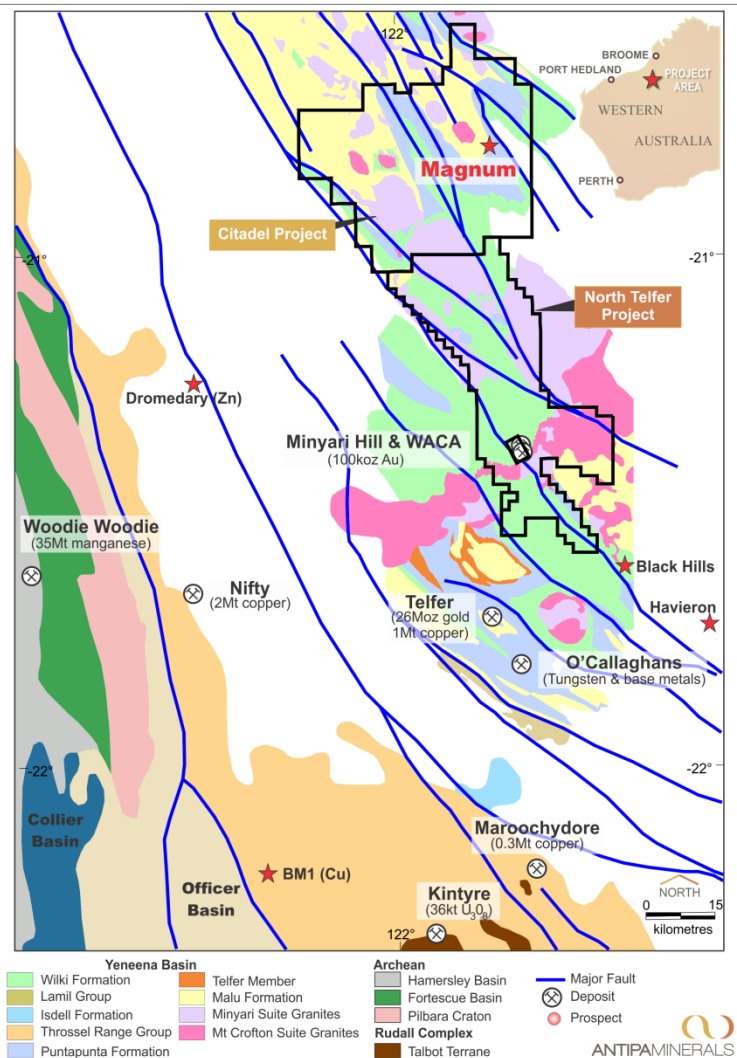 122°
BROOME
PORT HEDLAND
PROJECT
AREA
WESTERN
AUSTRALIA
PERTH
Magnum
Citadel Project
-21°
-21°
North Telfer
Project
Dromedary (Zn)
Minyari Hill & WACA
(100koz Au)
Woodie Woodie
(35Mt manganese)
Nifty
(2Mt copper)
Black Hills
Telfer
(26Moz gold
1Mt copper)
Havieron
O'Callaghans
(Tungsten & base metals)
-22°
-22°
Collier
Basin
Maroochydore
(0.3Mt copper)
BM1 (Cu)
Officer
Basin
Kintyre
(36kt U₃0₈)
NORTH
0 15
kilometres
122°
Yeneena Basin
Wilki Formation
Lamil Group
Isdell Formation
Throssel Range Group
Puntapunta Formation
Telfer Member
Malu Formation
Minyari Suite Granites
Mt Crofton Suite Granites
Archean
Hamersley Basin
Fortescue Basin
Pilbara Craton
Rudall Complex
Talbot Terrane
Major Fault
Deposit
Prospect
ANTIPAMINERALS